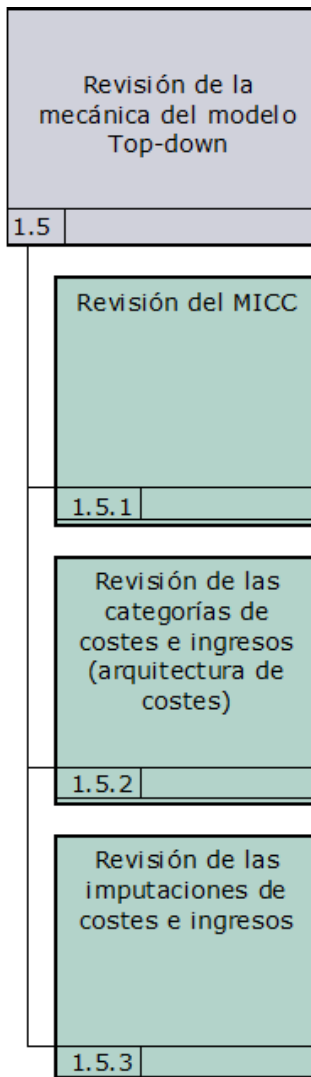 Revisión de la
mecánica del modelo
Top-down
1.5
Revisión del MICC
1.5.1
Revisión de las
categorías de
costes e ingresos
(arquitectura de
costes)
1.5.2
Revisión de las
imputaciones de
costes e ingresos
1.5.3